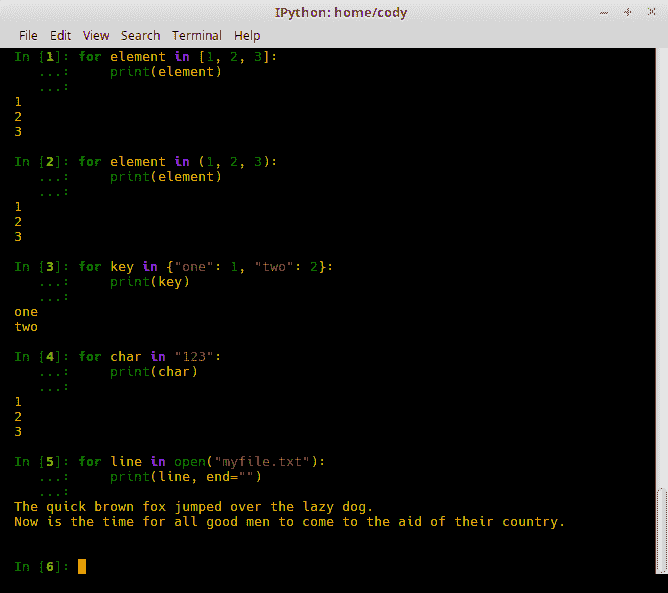 IPython: home/cody
File Edit View Search Terminal Help
In [1]: for element in [1, 2, 3]:
   ...:     print(element)
   ...:
1
2
3
In [2]: for element in (1, 2, 3):
   ...:     print(element)
   ...:
1
2
3
In [3]: for key in {"one": 1, "two": 2}:
   ...:     print(key)
   ...:
one
two
In [4]: for char in "123":
   ...:     print(char)
   ...:
1
2
3
In [5]: for line in open("myfile.txt"):
   ...:     print(line, end="")
   ...:
The quick brown fox jumped over the lazy dog.
Now is the time for all good men to come to the aid of their country.
In [6]: